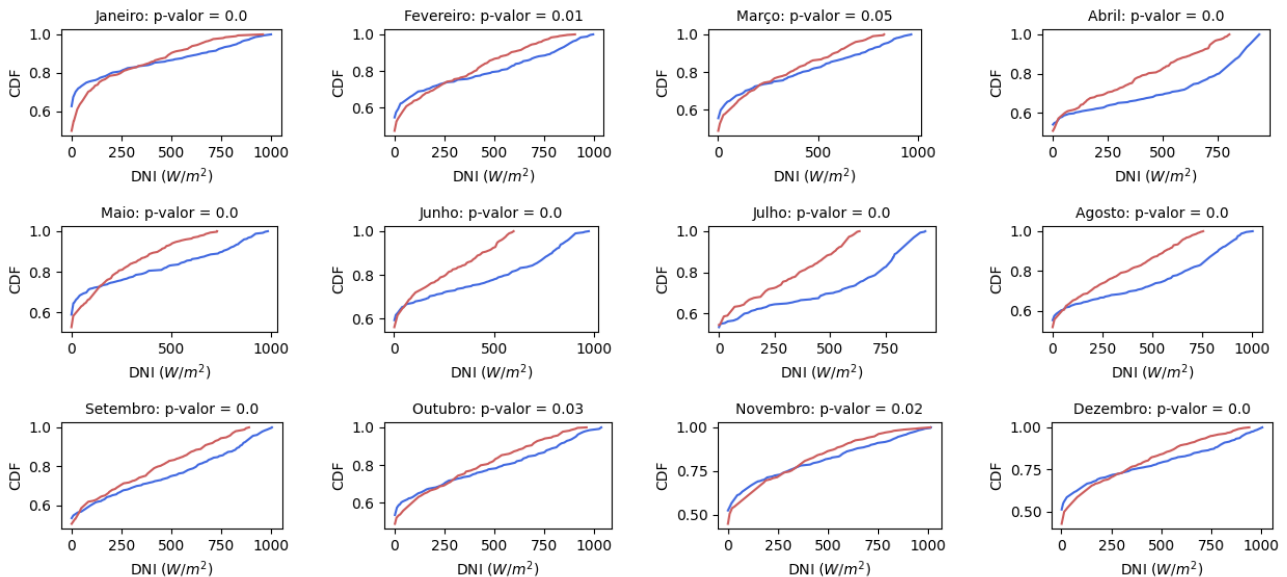 Janeiro: p-valor = 0.0
Fevereiro: p-valor = 0.01
Março: p-valor = 0.05
Abril: p-valor = 0.0
CDF
1.0
0.8
0.6
0 250 500 750 1000
DNI (W/m²)
CDF
1.0
0.8
0.6
0 250 500 750 1000
DNI (W/m²)
CDF
1.0
0.8
0.6
0 250 500 750 1000
DNI (W/m²)
CDF
1.0
0.8
0.6
0 250 500 750
DNI (W/m²)
Maio: p-valor = 0.0
Junho: p-valor = 0.0
Julho: p-valor = 0.0
Agosto: p-valor = 0.0
CDF
1.0
0.8
0.6
0 250 500 750 1000
DNI (W/m²)
CDF
1.0
0.8
0.6
0 250 500 750 1000
DNI (W/m²)
CDF
1.0
0.8
0.6
0 250 500 750
DNI (W/m²)
CDF
1.0
0.8
0.6
0 250 500 750 1000
DNI (W/m²)
Setembro: p-valor = 0.0
Outubro: p-valor = 0.03
Novembro: p-valor = 0.02
Dezembro: p-valor = 0.0
CDF
1.0
0.8
0.6
0 250 500 750 1000
DNI (W/m²)
CDF
1.0
0.8
0.6
0 250 500 750 1000
DNI (W/m²)
CDF
1.00
0.75
0.50
0 250 500 750 1000
DNI (W/m²)
CDF
1.00
0.75
0.50
0 250 500 750 1000
DNI (W/m²)